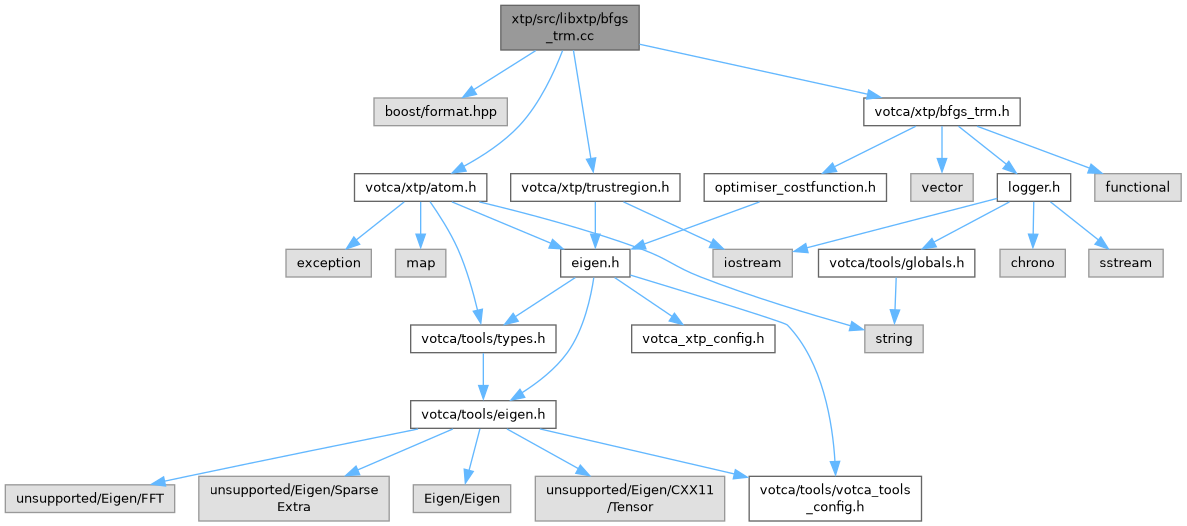 xtp/src/libxtp/bfgs
_trm.cc
boost/format.hpp
votca/xtp/bfgs_trm.h
votca/xtp/atom.h
votca/xtp/trustregion.h
optimiser_costfunction.h
vector
logger.h
functional
exception
map
eigen.h
iostream
votca/tools/globals.h
chrono
sstream
votca/tools/types.h
votca_xtp_config.h
string
votca/tools/eigen.h
unsupported/Eigen/FFT
unsupported/Eigen/Sparse
Extra
Eigen/Eigen
unsupported/Eigen/CXX11
/Tensor
votca/tools/votca_tools
_config.h